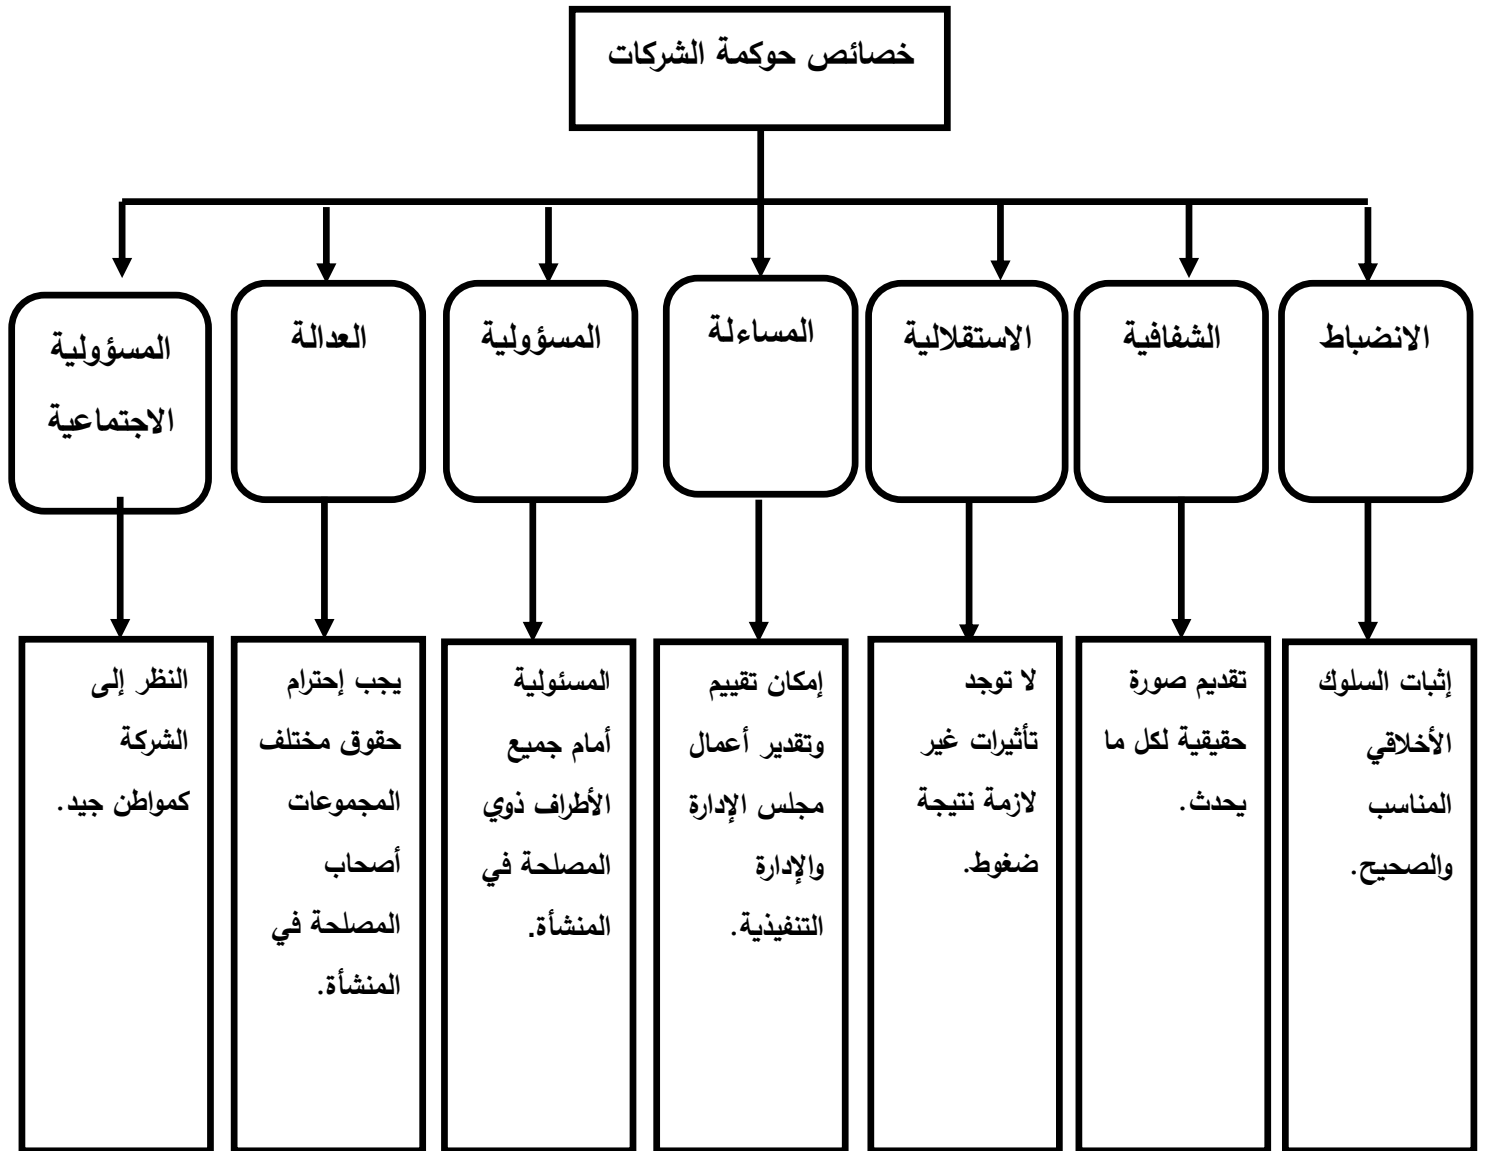 خصائص حوكمة الشركات
الانضباط
الشفافية
الاستقلالية
المساءلة
المسؤولية
العدالة
المسؤولية
الاجتماعية
إثبات السلوك
الأخلاقي
المناسب
والصحيح.
تقديم صورة
حقيقية لكل ما
يحدث.
لا توجد
تأثيرات غير
لازمة نتيجة
ضغوط.
إمكان تقييم
وتقدير أعمال
مجلس الإدارة
والإدارة
التنفيذية.
المسئولية
أمام جميع
الأطراف ذوي
المصلحة في
المنشأة.
يجب إحترام
حقوق مختلف
المجموعات
أصحاب
المصلحة في
المنشأة.
النظر إلى
الشركة
كمواطن جيد.